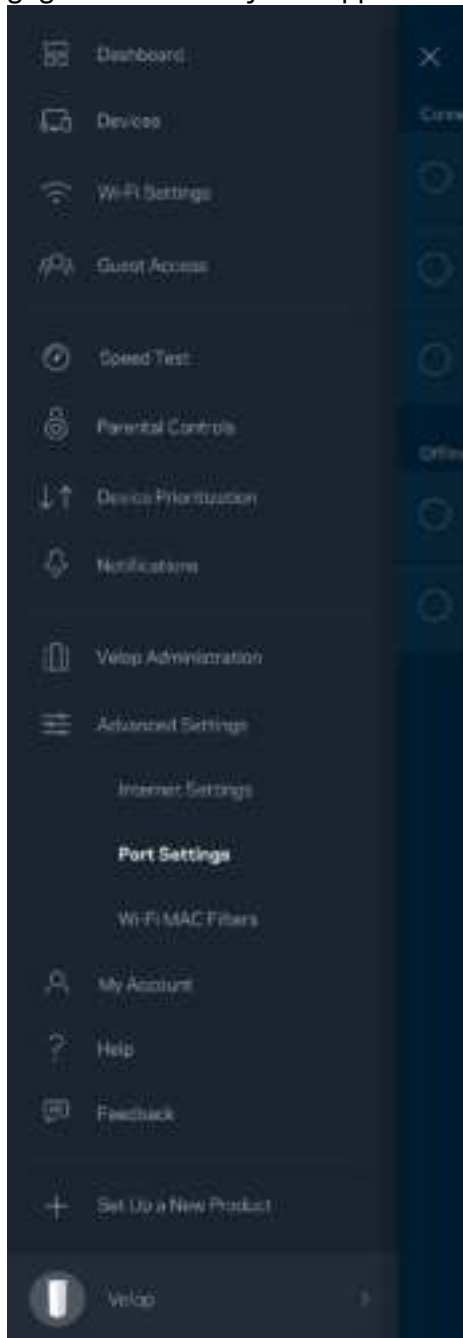 Dashboard
Devices
Wi-Fi Settings
Guest Access
Speed Test
Parental Controls
Device Prioritization
Notifications
Velop Administration
Advanced Settings
Internet Settings
Port Settings
Wi-Fi MAC Filters
My Account
Help
Feedback
Set Up a New Product
Velop